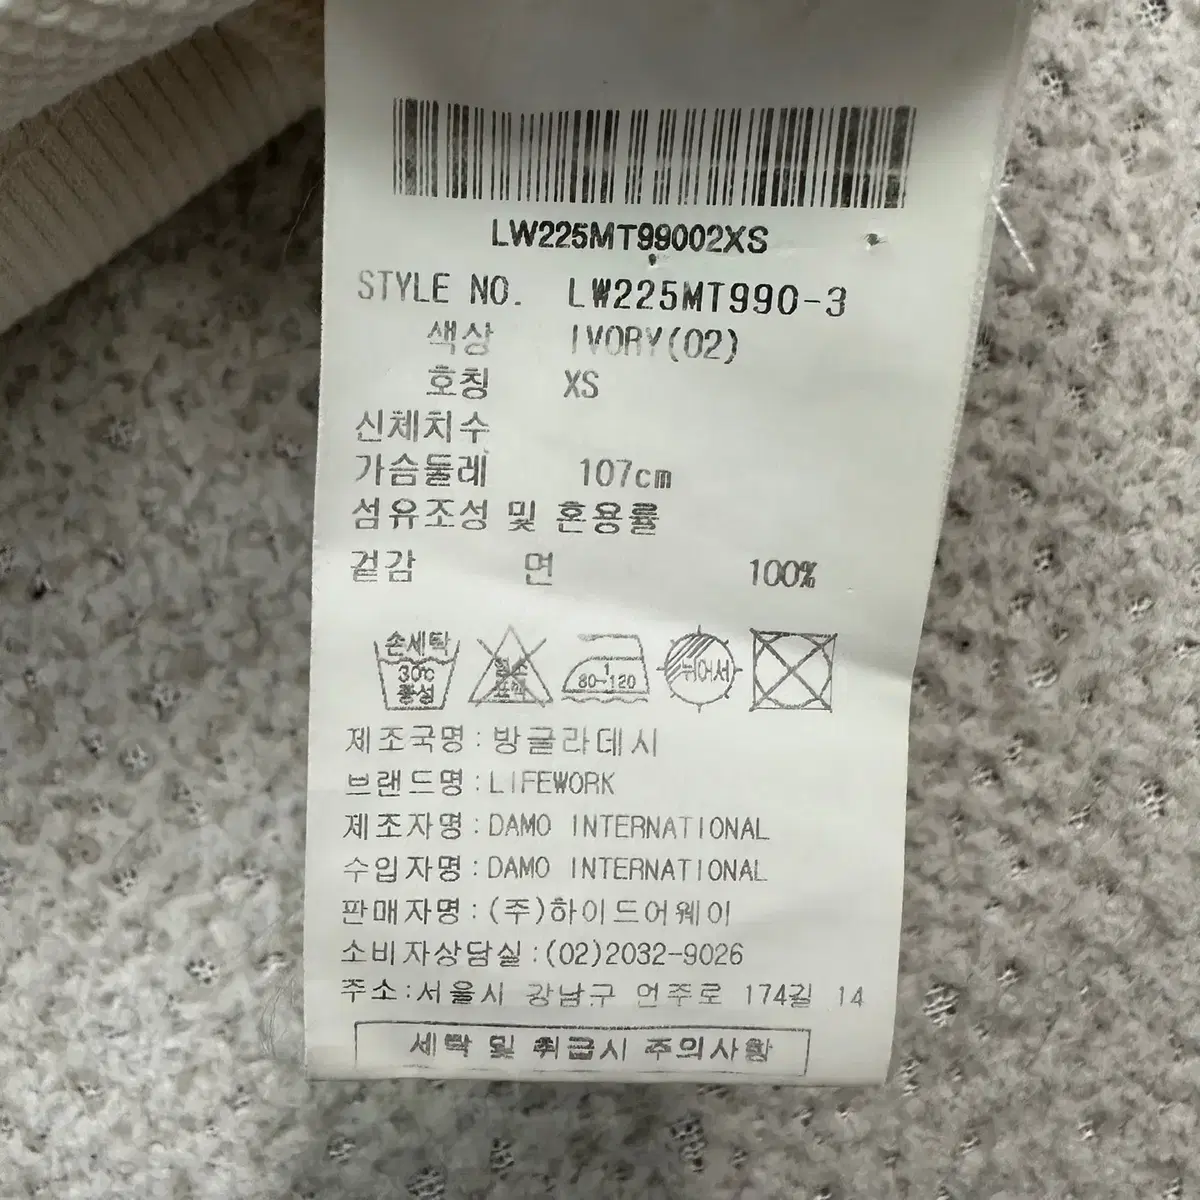 LW225MT99002XS
STYLE NO. LW225MT990-3
색상 IVORY(02)
호칭 XS
신체치수
가슴둘레 107cm
섬유조성 및 혼용률
겉감 면 100%
손세탁 30℃ 중성
염소 표백
1 80~120
뉘어서
제조국명:방글라데시
브랜드명:LIFEWORK
제조자명:DAMO INTERNATIONAL
수입자명:DAMO INTERNATIONAL
판매자명:(주)하이드어웨이
소비자상담실:(02)2032-9026
주소:서울시 강남구 언주로 174길 14
세탁 및 취급시 주의사항